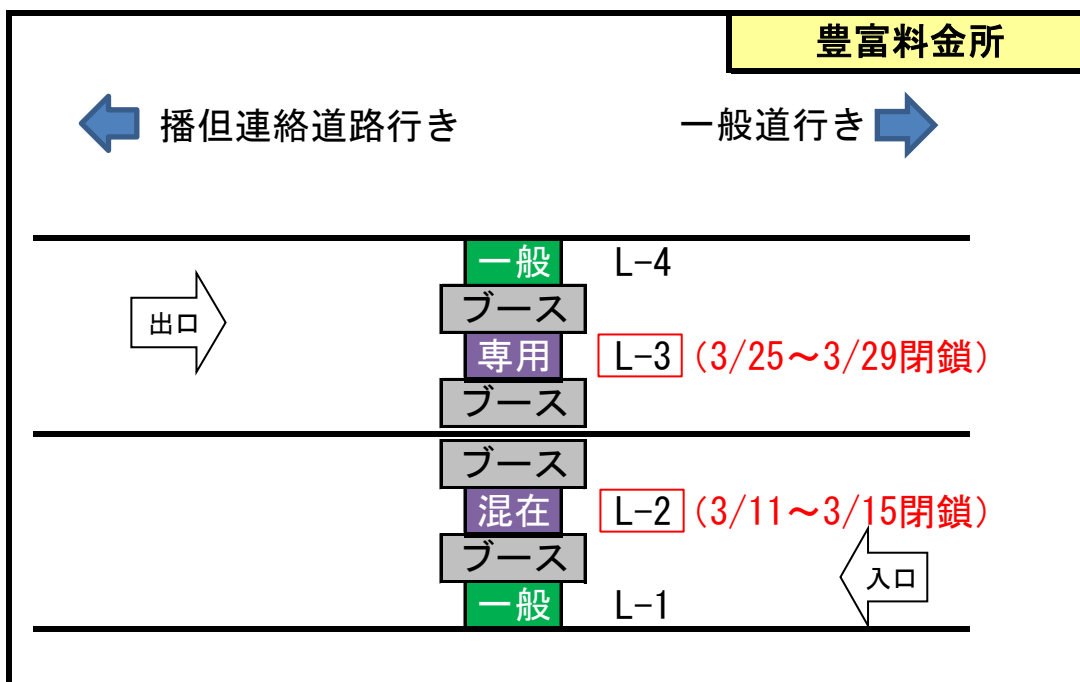 豊富料金所
播但連絡道路行き 一般道行き
一般 L-4
ブース
出口
専用 L-3 (3/25～3/29閉鎖)
ブース
ブース
混在 L-2 (3/11～3/15閉鎖)
ブース
入口
一般 L-1